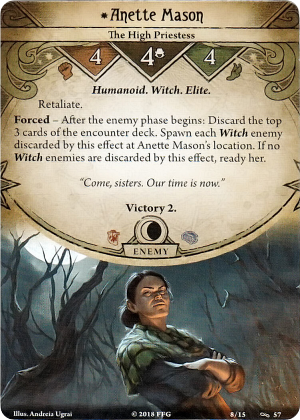 Anette Mason
The High Priestess
4 4 4
Humanoid. Witch. Elite.
Retaliate.
Forced – After the enemy phase begins: Discard the top
3 cards of the encounter deck. Spawn each Witch enemy
discarded by this effect at Anette Mason's location. If no
Witch enemies are discarded by this effect, ready her.
"Come, sisters. Our time is now."
Victory 2.
ENEMY
Illus. Andreia Ugrai © 2018 FFG 8/15 57